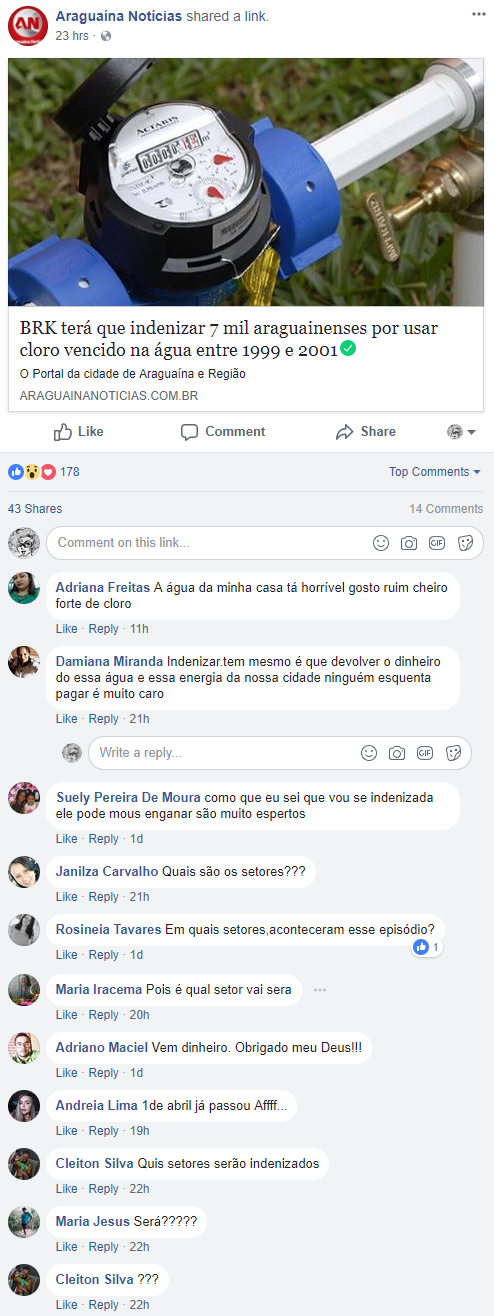 AN
Araguaína Notícias
Araguaína Notícias shared a link.
23 hrs ·
ACTARIS
m³
BRK terá que indenizar 7 mil araguainenses por usar
cloro vencido na água entre 1999 e 2001
O Portal da cidade de Araguaína e Região
ARAGUAINANOTICIAS.COM.BR
Like Comment Share
178 Top Comments
43 Shares 14 Comments
Comment on this link... GIF
Adriana Freitas A água da minha casa tá horrível gosto ruim cheiro
forte de cloro
Like · Reply · 11h
Damiana Miranda Indenizar.tem mesmo é que devolver o dinheiro
do essa água e essa energia da nossa cidade ninguém esquenta
pagar é muito caro
Like · Reply · 21h
Write a reply... GIF
Suely Pereira De Moura como que eu sei que vou se indenizada
ele pode mous enganar são muito espertos
Like · Reply · 1d
Janilza Carvalho Quais são os setores???
Like · Reply · 21h
Rosineia Tavares Em quais setores,aconteceram esse episódio?
1
Like · Reply · 1d
Maria Iracema Pois é qual setor vai sera
Like · Reply · 20h
Adriano Maciel Vem dinheiro. Obrigado meu Deus!!!
Like · Reply · 1d
Andreia Lima 1de abril já passou Affff...
Like · Reply · 19h
Cleiton Silva Quis setores serão indenizados
Like · Reply · 22h
Maria Jesus Será?????
Like · Reply · 22h
Cleiton Silva ???
Like · Reply · 22h